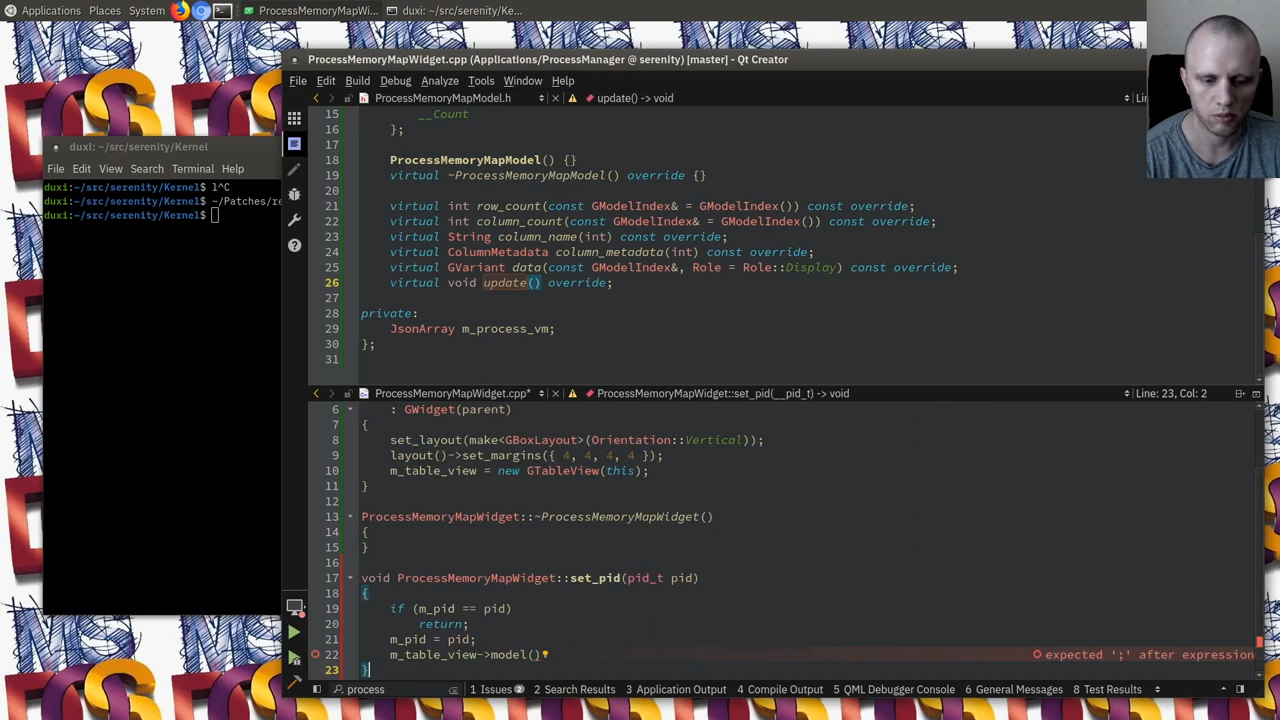 Applications Places System ProcessMemoryMapWi... duxi: ~/src/serenity/Ke...
ProcessMemoryMapWidget.cpp (Applications/ProcessManager @ serenity) [master] - Qt Creator
File Edit Build Debug Analyze Tools Window Help
ProcessMemoryMapModel.h update() -> void
15 __Count
16 };
17
18 ProcessMemoryMapModel() {}
19 virtual ~ProcessMemoryMapModel() override {}
20
21 virtual int row_count(const GModelIndex& = GModelIndex()) const override;
22 virtual int column_count(const GModelIndex& = GModelIndex()) const override;
23 virtual String column_name(int) const override;
24 virtual ColumnMetadata column_metadata(int) const override;
25 virtual GVariant data(const GModelIndex&, Role = Role::Display) const override;
26 virtual void update() override;
27
28 private:
29 JsonArray m_process_vm;
30 };
31
duxi: ~/src/serenity/Kernel
File Edit View Search Terminal Help
duxi:~/src/serenity/Kernel$ l^C
duxi:~/src/serenity/Kernel$ ~/Patches/re
duxi:~/src/serenity/Kernel$
ProcessMemoryMapWidget.cpp* ProcessMemoryMapWidget::set_pid(__pid_t) -> void Line: 23, Col: 2
6 : GWidget(parent)
7 {
8 set_layout(make<GBoxLayout>(Orientation::Vertical));
9 layout()->set_margins({ 4, 4, 4, 4 });
10 m_table_view = new GTableView(this);
11 }
12
13 ProcessMemoryMapWidget::~ProcessMemoryMapWidget()
14 {
15 }
16
17 void ProcessMemoryMapWidget::set_pid(pid_t pid)
18 {
19 if (m_pid == pid)
20 return;
21 m_pid = pid;
22 m_table_view->model() expected ';' after expression
23 }
process 1 Issues 2 2 Search Results 3 Application Output 4 Compile Output 5 QML Debugger Console 6 General Messages 8 Test Results